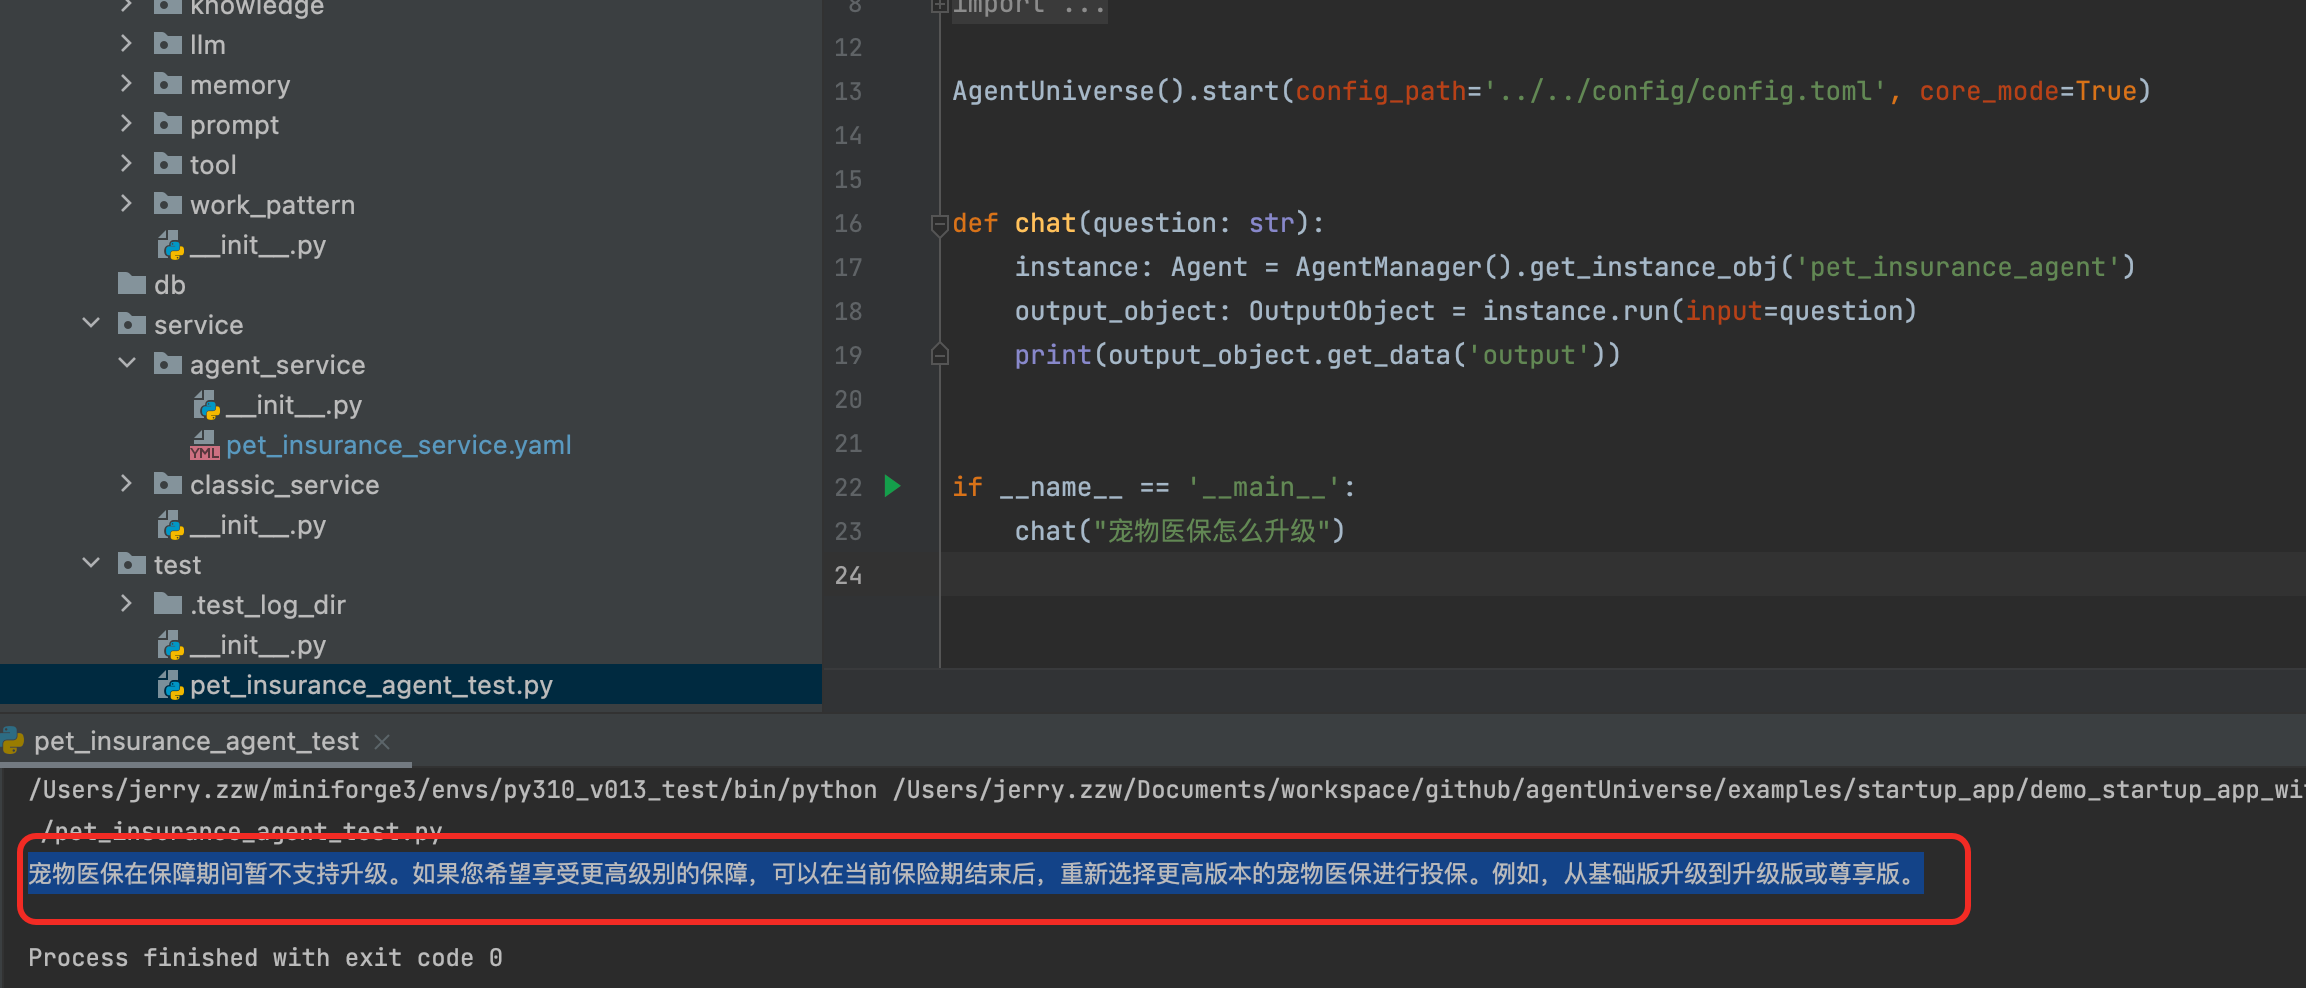 knowledge
llm
memory
prompt
tool
work_pattern
__init__.py
db
service
agent_service
__init__.py
pet_insurance_service.yaml
classic_service
__init__.py
test
.test_log_dir
__init__.py
pet_insurance_agent_test.py
8 import ...
12
13 AgentUniverse().start(config_path='../../config/config.toml', core_mode=True)
14
15
16 def chat(question: str):
17 instance: Agent = AgentManager().get_instance_obj('pet_insurance_agent')
18 output_object: OutputObject = instance.run(input=question)
19 print(output_object.get_data('output'))
20
21
22 if __name__ == '__main__':
23 chat("宠物医保怎么升级")
24
pet_insurance_agent_test
/Users/jerry.zzw/miniforge3/envs/py310_v013_test/bin/python /Users/jerry.zzw/Documents/workspace/github/agentUniverse/examples/startup_app/demo_startup_app_wi
/pet_insurance_agent_test.py
宠物医保在保障期间暂不支持升级。如果您希望享受更高级别的保障，可以在当前保险期结束后，重新选择更高版本的宠物医保进行投保。例如，从基础版升级到升级版或尊享版。
Process finished with exit code 0